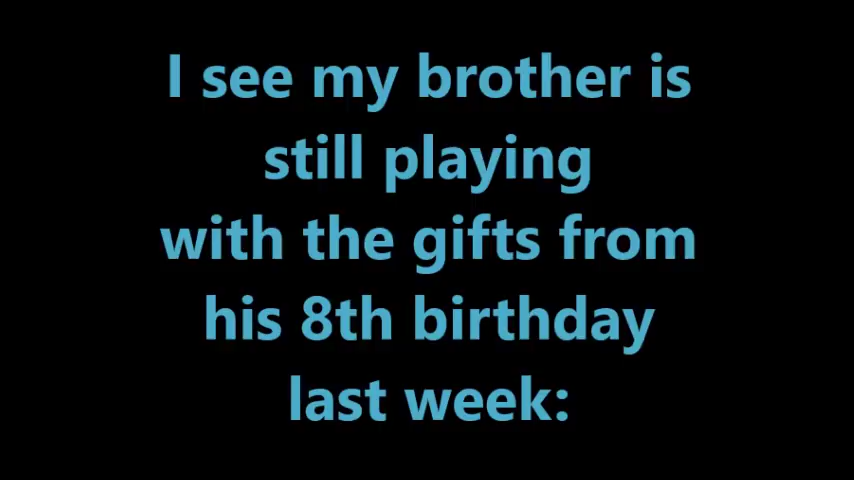 I see my brother is
still playing
with the gifts from
his 8th birthday
last week: